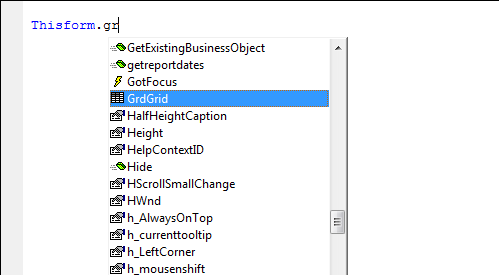 Thisform.gr
GetExistingBusinessObject
getreportdates
GotFocus
GrdGrid
HalfHeightCaption
Height
HelpContextID
Hide
HScrollSmallChange
HWnd
h_AlwaysOnTop
h_currenttooltip
h_LeftCorner
h_mousenshift